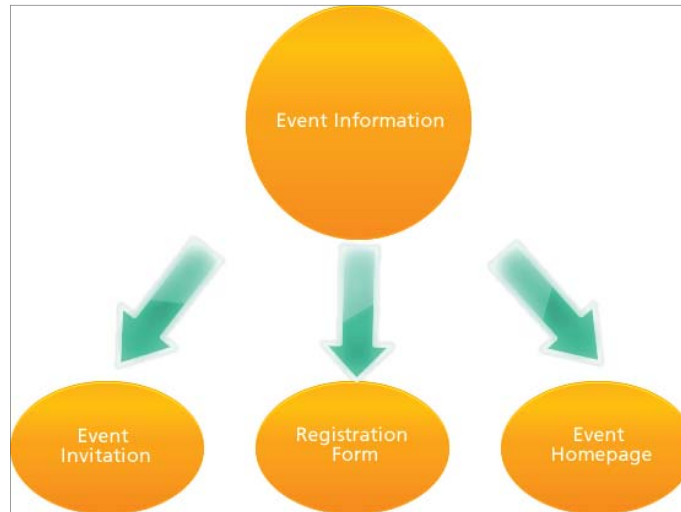 Event Information
Event
Invitation
Registration
Form
Event
Homepage